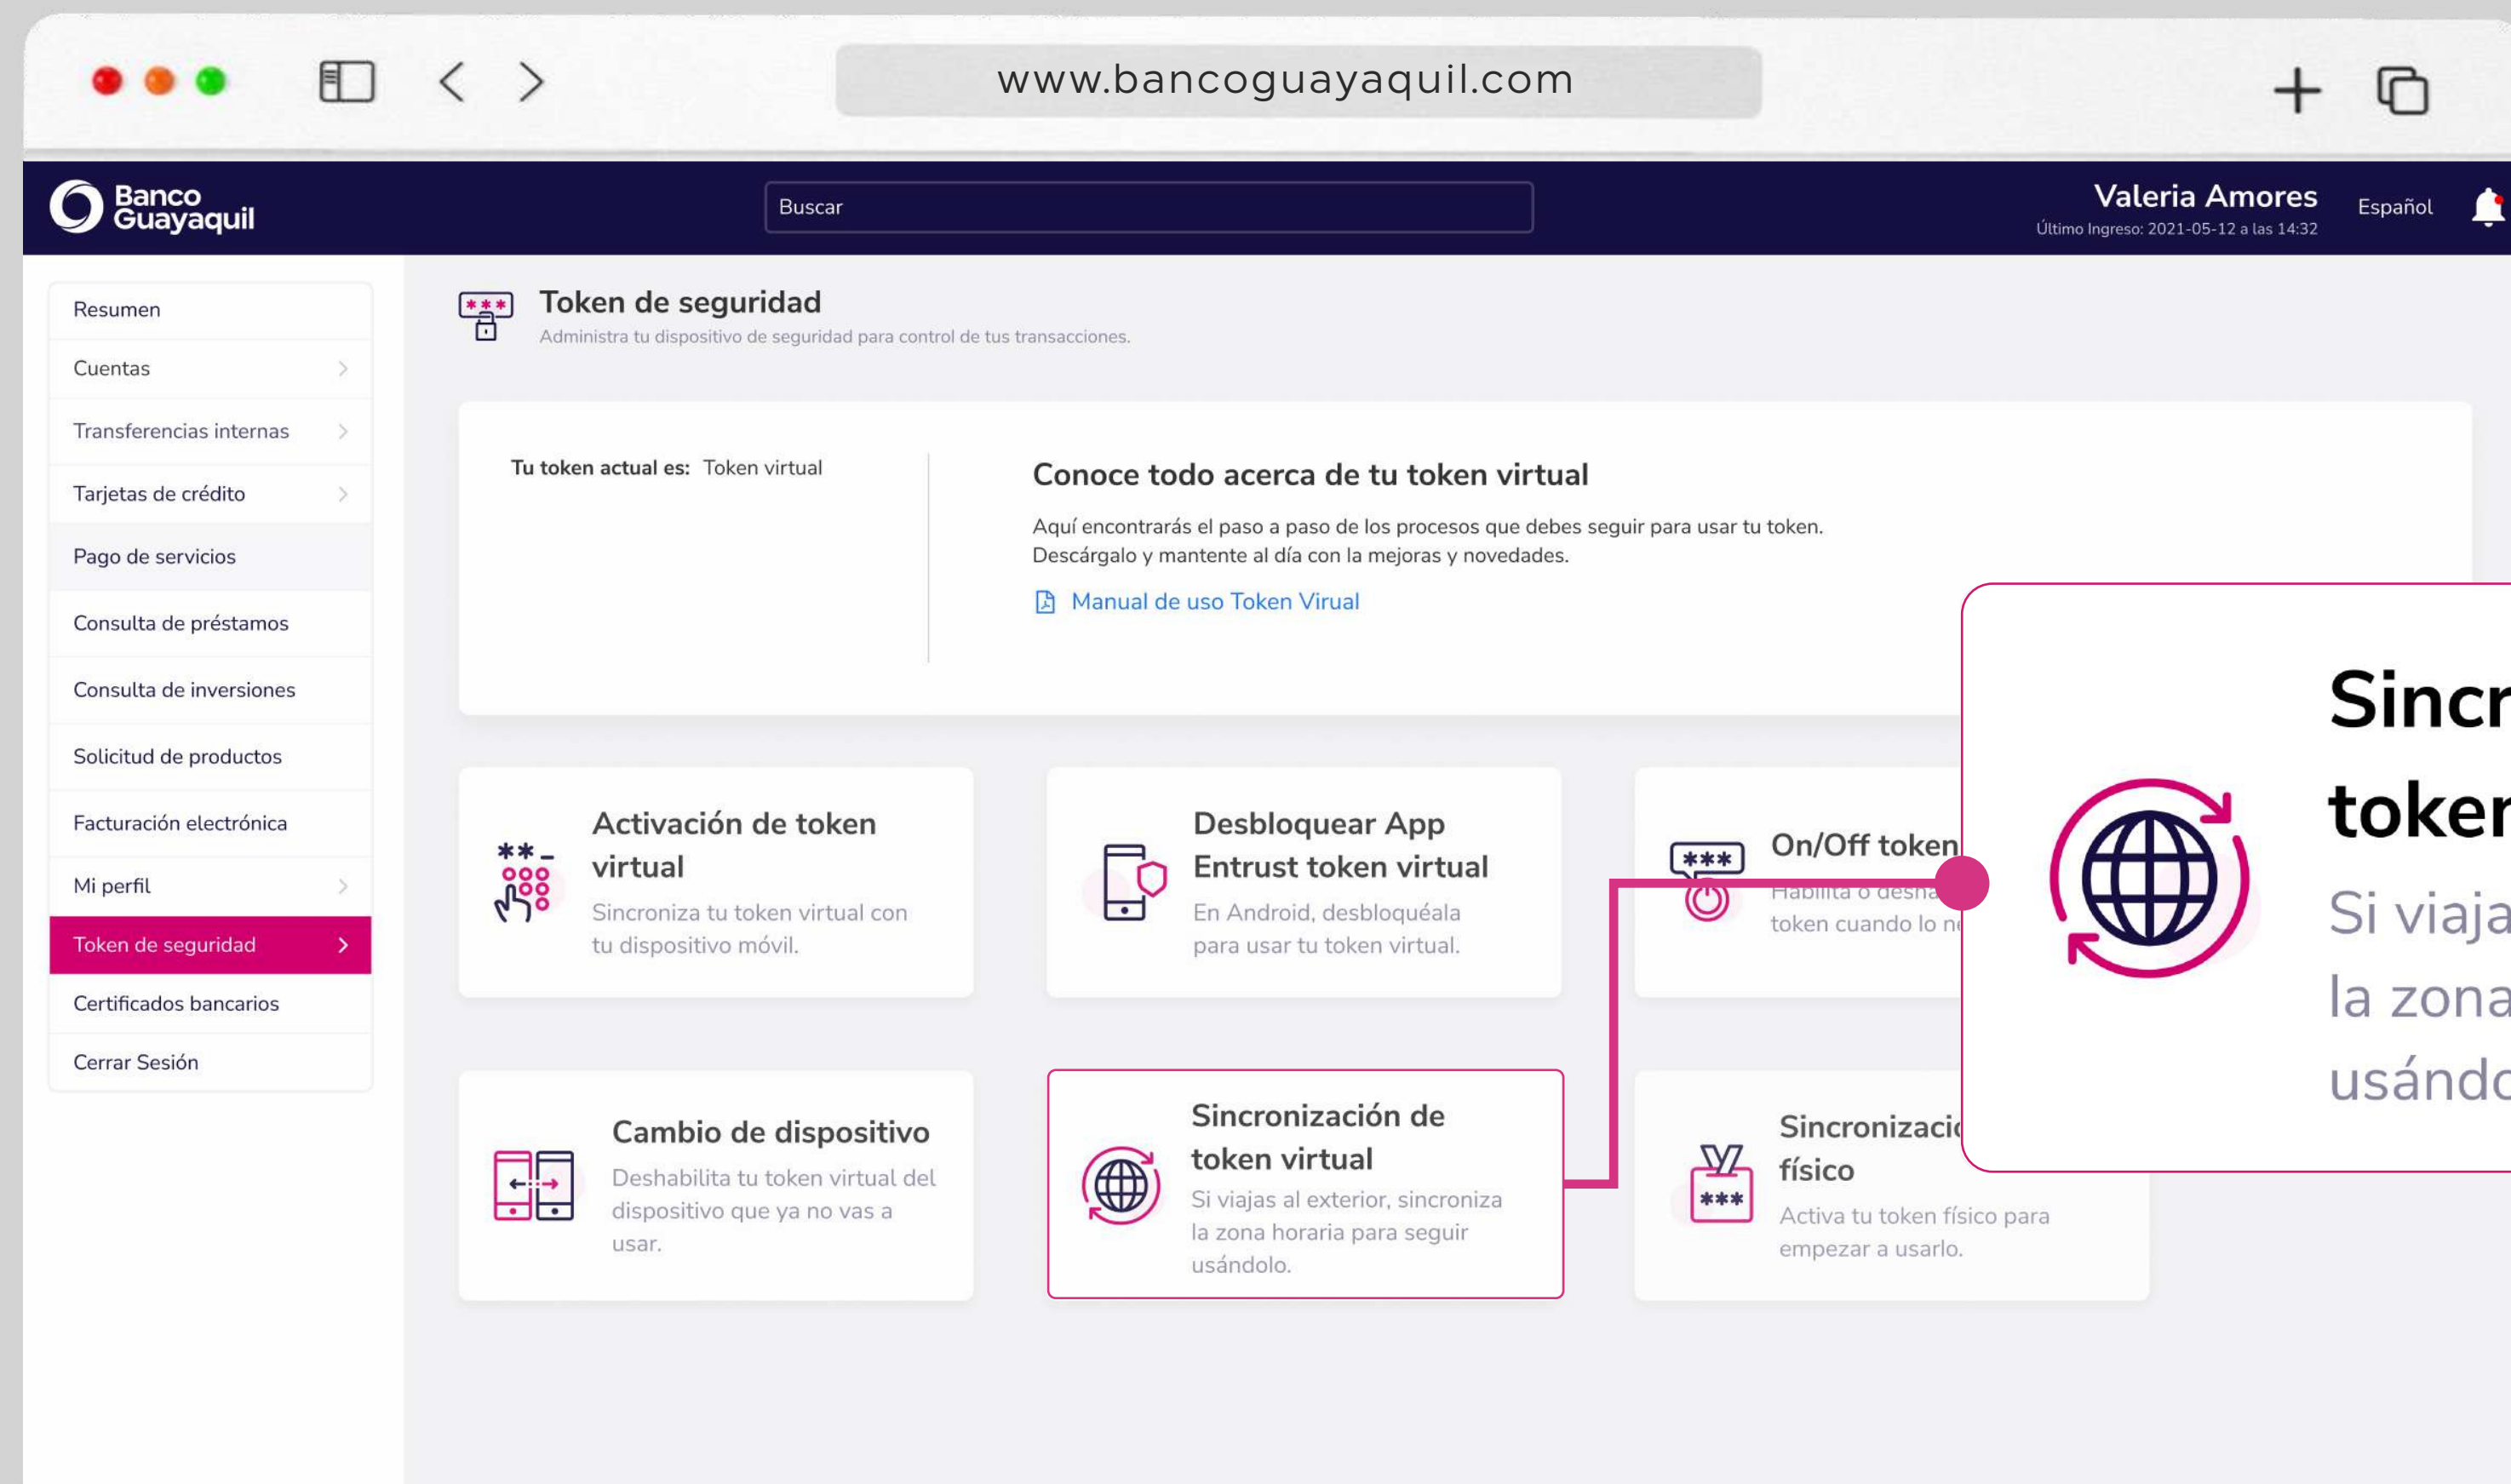 www.bancoguayaquil.com
Banco
Guayaquil
Buscar
Valeria Amores
Último Ingreso: 2021-05-12 a las 14:32
Español
Resumen
Cuentas
Transferencias internas
Tarjetas de crédito
Pago de servicios
Consulta de préstamos
Consulta de inversiones
Solicitud de productos
Facturación electrónica
Mi perfil
Token de seguridad
Certificados bancarios
Cerrar Sesión
Token de seguridad
Administra tu dispositivo de seguridad para control de tus transacciones.
Tu token actual es: Token virtual
Conoce todo acerca de tu token virtual
Aquí encontrarás el paso a paso de los procesos que debes seguir para usar tu token.
Descárgalo y mantente al día con la mejoras y novedades.
Manual de uso Token Virual
Activación de token
virtual
Sincroniza tu token virtual con
tu dispositivo móvil.
Desbloquear App
Entrust token virtual
En Android, desbloquéala
para usar tu token virtual.
On/Off token
Habilita o
token cuando lo
Cambio de dispositivo
Deshabilita tu token virtual del
dispositivo que ya no vas a
usar.
Sincronización de
token virtual
Si viajas al exterior, sincroniza
la zona horaria para seguir
usándolo.
físico
Activa tu token físico para
empezar a usarlo.
Si
la zona